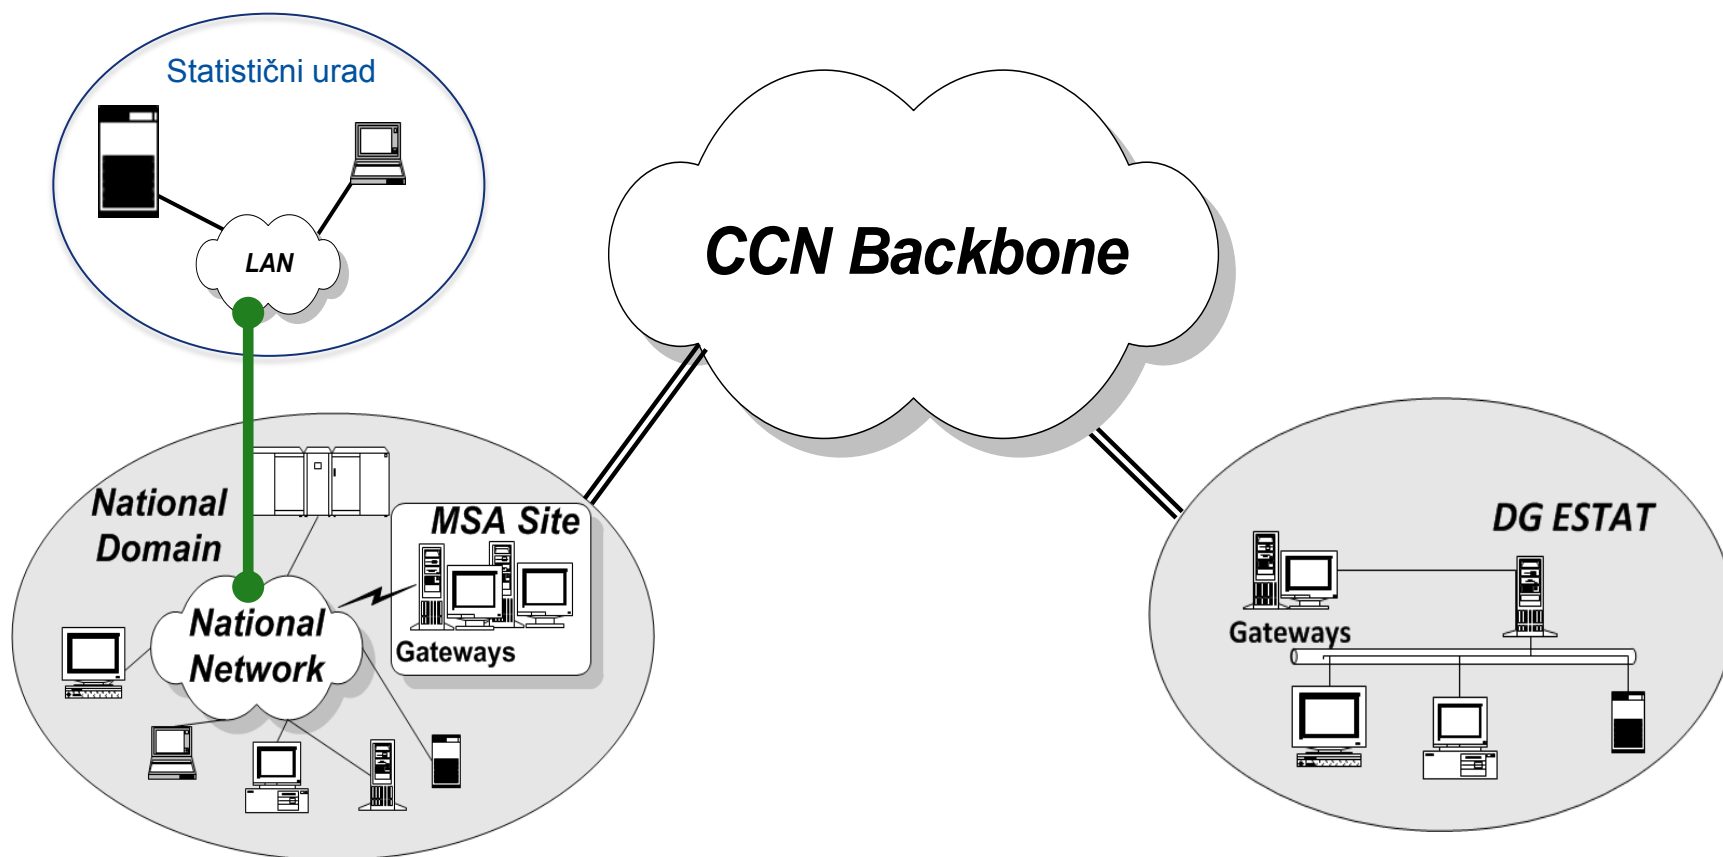 Statistični urad
LAN
CCN Backbone
National
Domain
MSA Site
Gateways
National
Network
DG ESTAT
Gateways